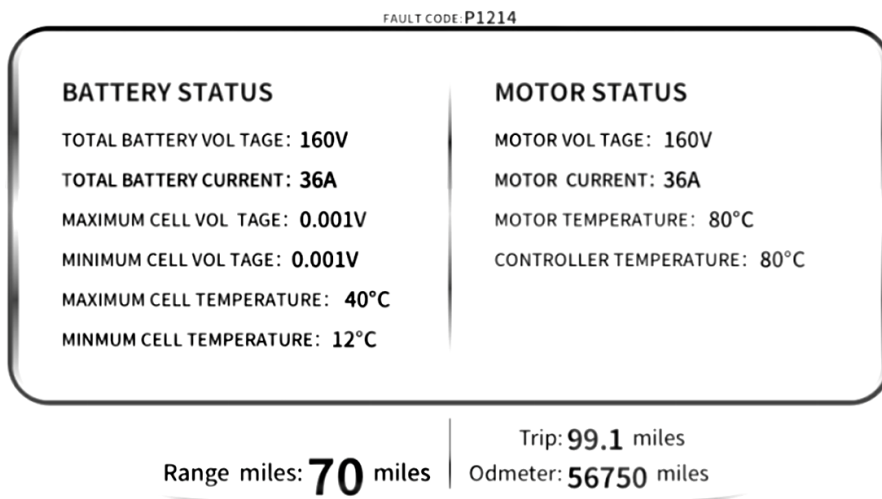 FAULT CODE:P1214
BATTERY STATUS
TOTAL BATTERY VOL TAGE: 160V
TOTAL BATTERY CURRENT: 36A
MAXIMUM CELL VOL TAGE: 0.001V
MINIMUM CELL VOL TAGE: 0.001V
MAXIMUM CELL TEMPERATURE: 40°C
MINMUM CELL TEMPERATURE: 12°C
MOTOR STATUS
MOTOR VOL TAGE: 160V
MOTOR CURRENT: 36A
MOTOR TEMPERATURE: 80°C
CONTROLLER TEMPERATURE: 80°C
Range miles: 70 miles
Trip: 99.1 miles
Odmeter: 56750 miles